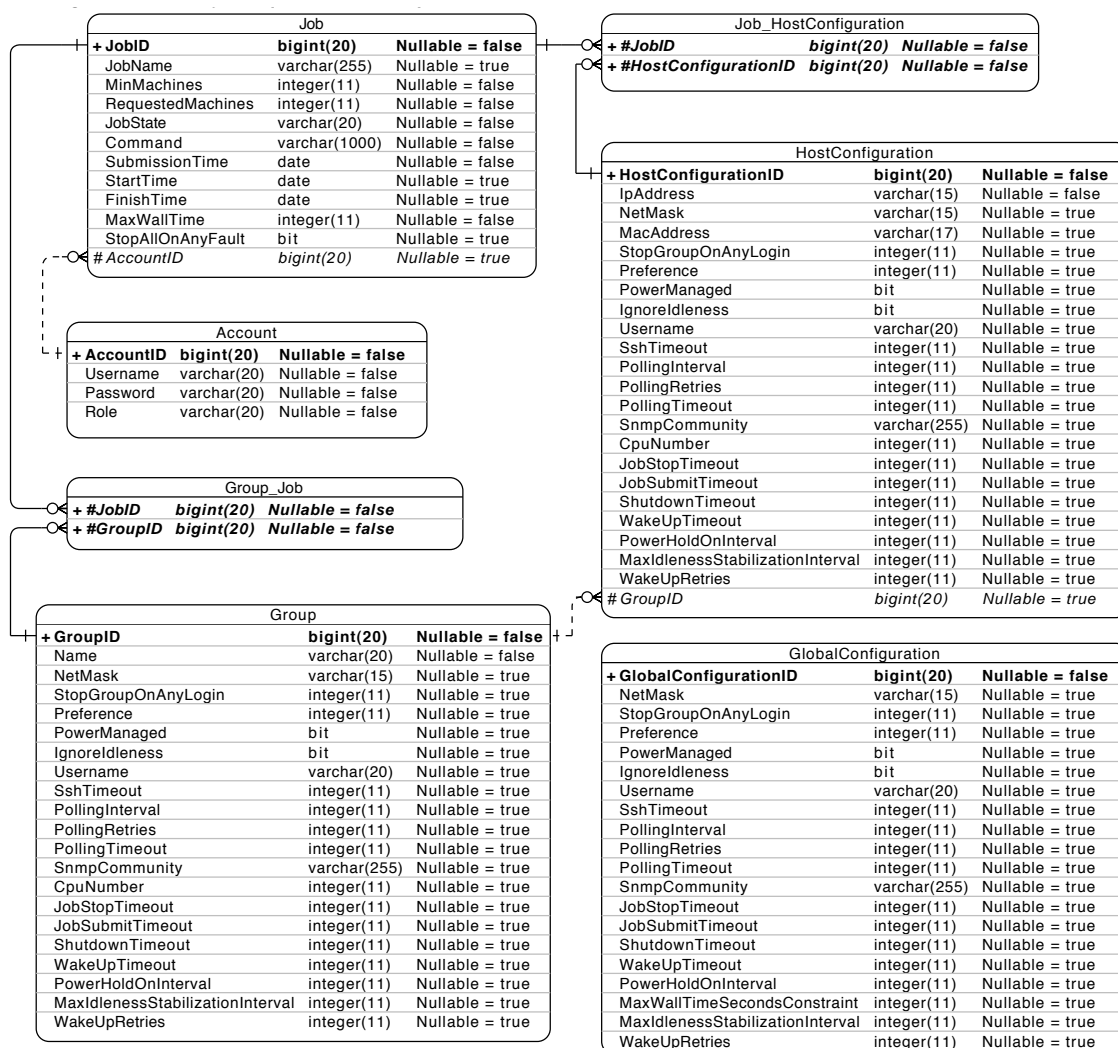 Job
+ JobID bigint(20) Nullable = false
JobName varchar(255) Nullable = true
MinMachines integer(11) Nullable = false
RequestedMachines integer(11) Nullable = false
JobState varchar(20) Nullable = false
Command varchar(1000) Nullable = false
SubmissionTime date Nullable = false
StartTime date Nullable = true
FinishTime date Nullable = true
MaxWallTime integer(11) Nullable = false
StopAllOnAnyFault bit Nullable = true
# AccountID bigint(20) Nullable = true
Job_HostConfiguration
+ #JobID bigint(20) Nullable = false
+ #HostConfigurationID bigint(20) Nullable = false
HostConfiguration
+ HostConfigurationID bigint(20) Nullable = false
IpAddress varchar(15) Nullable = false
NetMask varchar(15) Nullable = true
MacAddress varchar(17) Nullable = true
StopGroupOnAnyLogin integer(11) Nullable = true
Preference integer(11) Nullable = true
PowerManaged bit Nullable = true
IgnoreIdleness bit Nullable = true
Username varchar(20) Nullable = true
SshTimeout integer(11) Nullable = true
PollingInterval integer(11) Nullable = true
PollingRetries integer(11) Nullable = true
PollingTimeout integer(11) Nullable = true
SnmpCommunity varchar(255) Nullable = true
CpuNumber integer(11) Nullable = true
JobStopTimeout integer(11) Nullable = true
JobSubmitTimeout integer(11) Nullable = true
ShutdownTimeout integer(11) Nullable = true
WakeUpTimeout integer(11) Nullable = true
PowerHoldOnInterval integer(11) Nullable = true
MaxIdlenessStabilizationInterval integer(11) Nullable = true
WakeUpRetries integer(11) Nullable = true
# GroupID bigint(20) Nullable = true
Account
+ AccountID bigint(20) Nullable = false
Username varchar(20) Nullable = false
Password varchar(20) Nullable = false
Role varchar(20) Nullable = false
Group_Job
+ #JobID bigint(20) Nullable = false
+ #GroupID bigint(20) Nullable = false
Group
+ GroupID bigint(20) Nullable = false
Name varchar(20) Nullable = false
NetMask varchar(15) Nullable = true
StopGroupOnAnyLogin integer(11) Nullable = true
Preference integer(11) Nullable = true
PowerManaged bit Nullable = true
IgnoreIdleness bit Nullable = true
Username varchar(20) Nullable = true
SshTimeout integer(11) Nullable = true
PollingInterval integer(11) Nullable = true
PollingRetries integer(11) Nullable = true
PollingTimeout integer(11) Nullable = true
SnmpCommunity varchar(255) Nullable = true
CpuNumber integer(11) Nullable = true
JobStopTimeout integer(11) Nullable = true
JobSubmitTimeout integer(11) Nullable = true
ShutdownTimeout integer(11) Nullable = true
WakeUpTimeout integer(11) Nullable = true
PowerHoldOnInterval integer(11) Nullable = true
MaxIdlenessStabilizationInterval integer(11) Nullable = true
WakeUpRetries integer(11) Nullable = true
GlobalConfiguration
+ GlobalConfigurationID bigint(20) Nullable = false
NetMask varchar(15) Nullable = true
StopGroupOnAnyLogin integer(11) Nullable = true
Preference integer(11) Nullable = true
PowerManaged bit Nullable = true
IgnoreIdleness bit Nullable = true
Username varchar(20) Nullable = true
SshTimeout integer(11) Nullable = true
PollingInterval integer(11) Nullable = true
PollingRetries integer(11) Nullable = true
PollingTimeout integer(11) Nullable = true
SnmpCommunity varchar(255) Nullable = true
JobStopTimeout integer(11) Nullable = true
JobSubmitTimeout integer(11) Nullable = true
ShutdownTimeout integer(11) Nullable = true
WakeUpTimeout integer(11) Nullable = true
PowerHoldOnInterval integer(11) Nullable = true
MaxWallTimeSecondsConstraint integer(11) Nullable = true
MaxIdlenessStabilizationInterval integer(11) Nullable = true
WakeUpRetries integer(11) Nullable = true